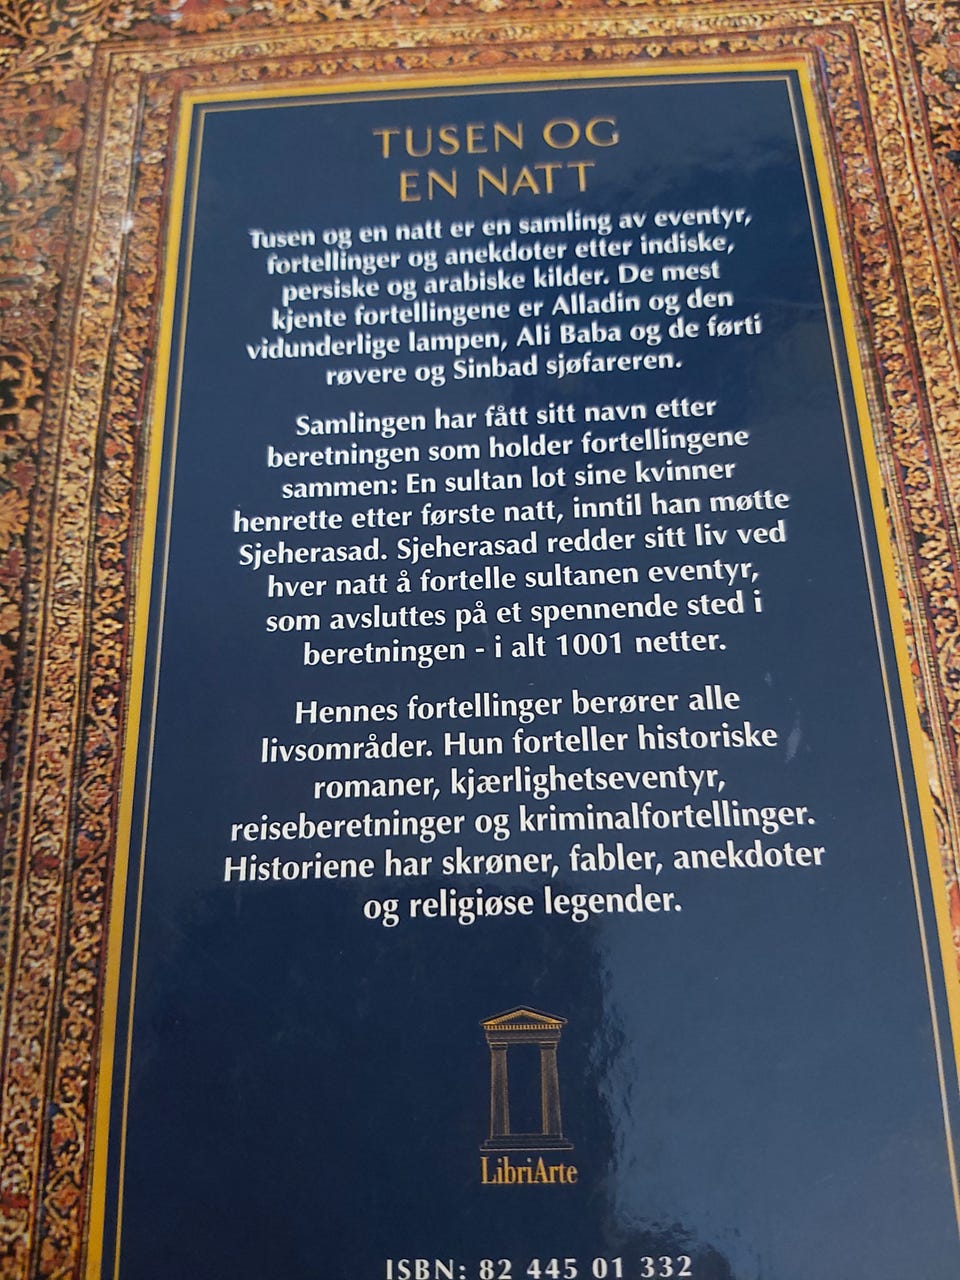 TUSEN OG
EN NATT
Tusen og en natt er en samling av eventyr,
fortellinger og anekdoter etter indiske,
persiske og arabiske kilder. De mest
kjente fortellingene er Alladin og den
vidunderlige lampen, Ali Baba og de førti
røvere og Sinbad sjøfareren.
Samlingen har fått sitt navn etter
beretningen som holder fortellingene
sammen: En sultan lot sine kvinner
henrette etter første natt, inntil han møtte
Sjeherasad. Sjeherasad redder sitt liv ved
hver natt å fortelle sultanen eventyr,
som avsluttes på et spennende sted i
beretningen - i alt 1001 netter.
Hennes fortellinger berører alle
livsområder. Hun forteller historiske
romaner, kjærlighetseventyr,
reiseberetninger og kriminalfortellinger.
Historiene har skrøner, fabler, anekdoter
og religiøse legender.
LibriArte
ISBN: 82 445 01 332